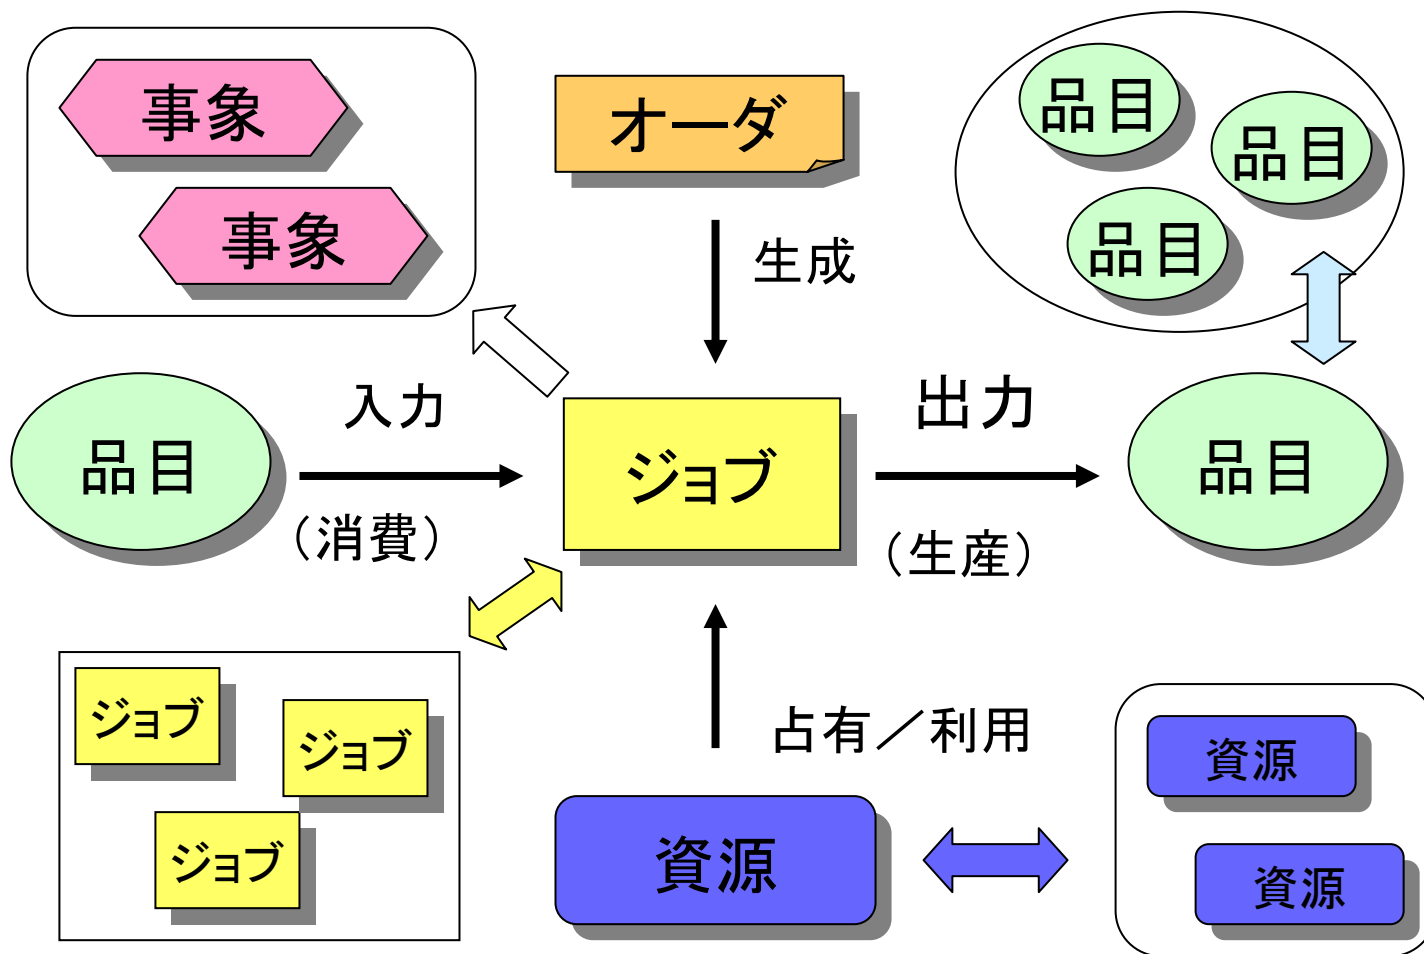 事象
事象
オーダ
品目
品目
品目
生成
入力
出力
品目
ジョブ
品目
（消費）
（生産）
ジョブ
ジョブ
ジョブ
占有／利用
資源
資源
資源